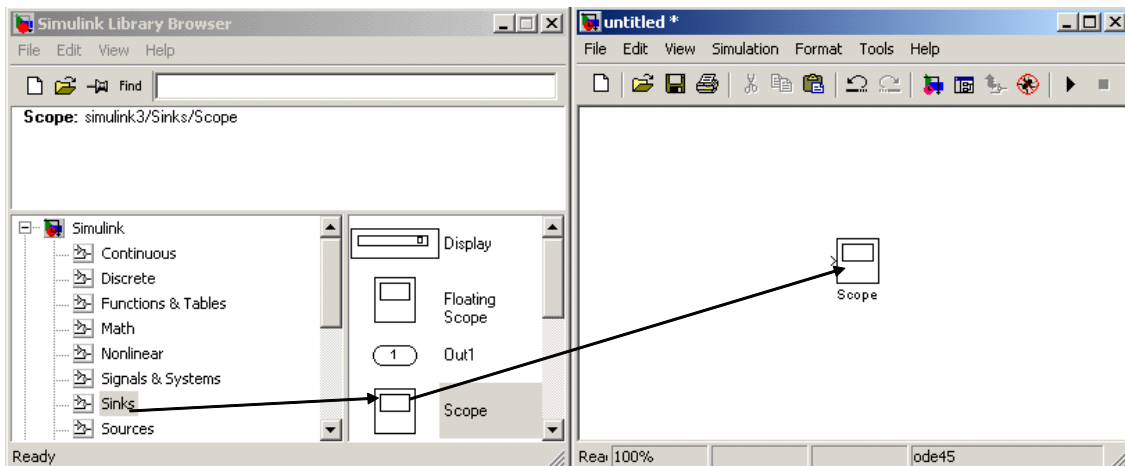 Simulink Library Browser
File Edit View Help
Find
Scope: simulink3/Sinks/Scope
Simulink
Continuous
Discrete
Functions & Tables
Math
Nonlinear
Signals & Systems
Sinks
Sources
Display
Floating
Scope
1
Out1
Scope
Ready
untitled *
File Edit View Simulation Format Tools Help
Scope
Rea 100% ode45